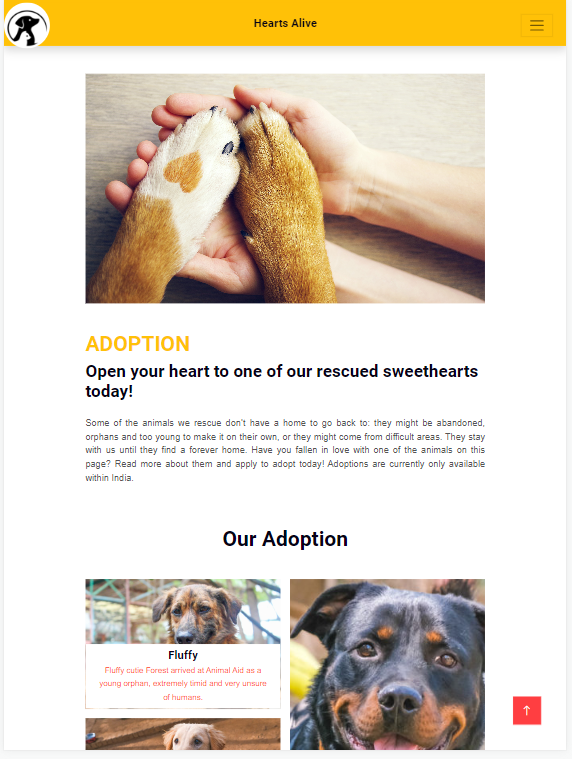 Hearts Alive
ADOPTION
Open your heart to one of our rescued sweethearts
today!
Some of the animals we rescue don't have a home to go back to: they might be abandoned,
orphans and too young to make it on their own, or they might come from difficult areas. They stay
with us until they find a forever home. Have you fallen in love with one of the animals on this
page? Read more about them and apply to adopt today! Adoptions are currently only available
within India.
Our Adoption
Fluffy
Fluffy cutie Forest arrived at Animal Aid as a
young orphan, extremely timid and very unsure
of humans.